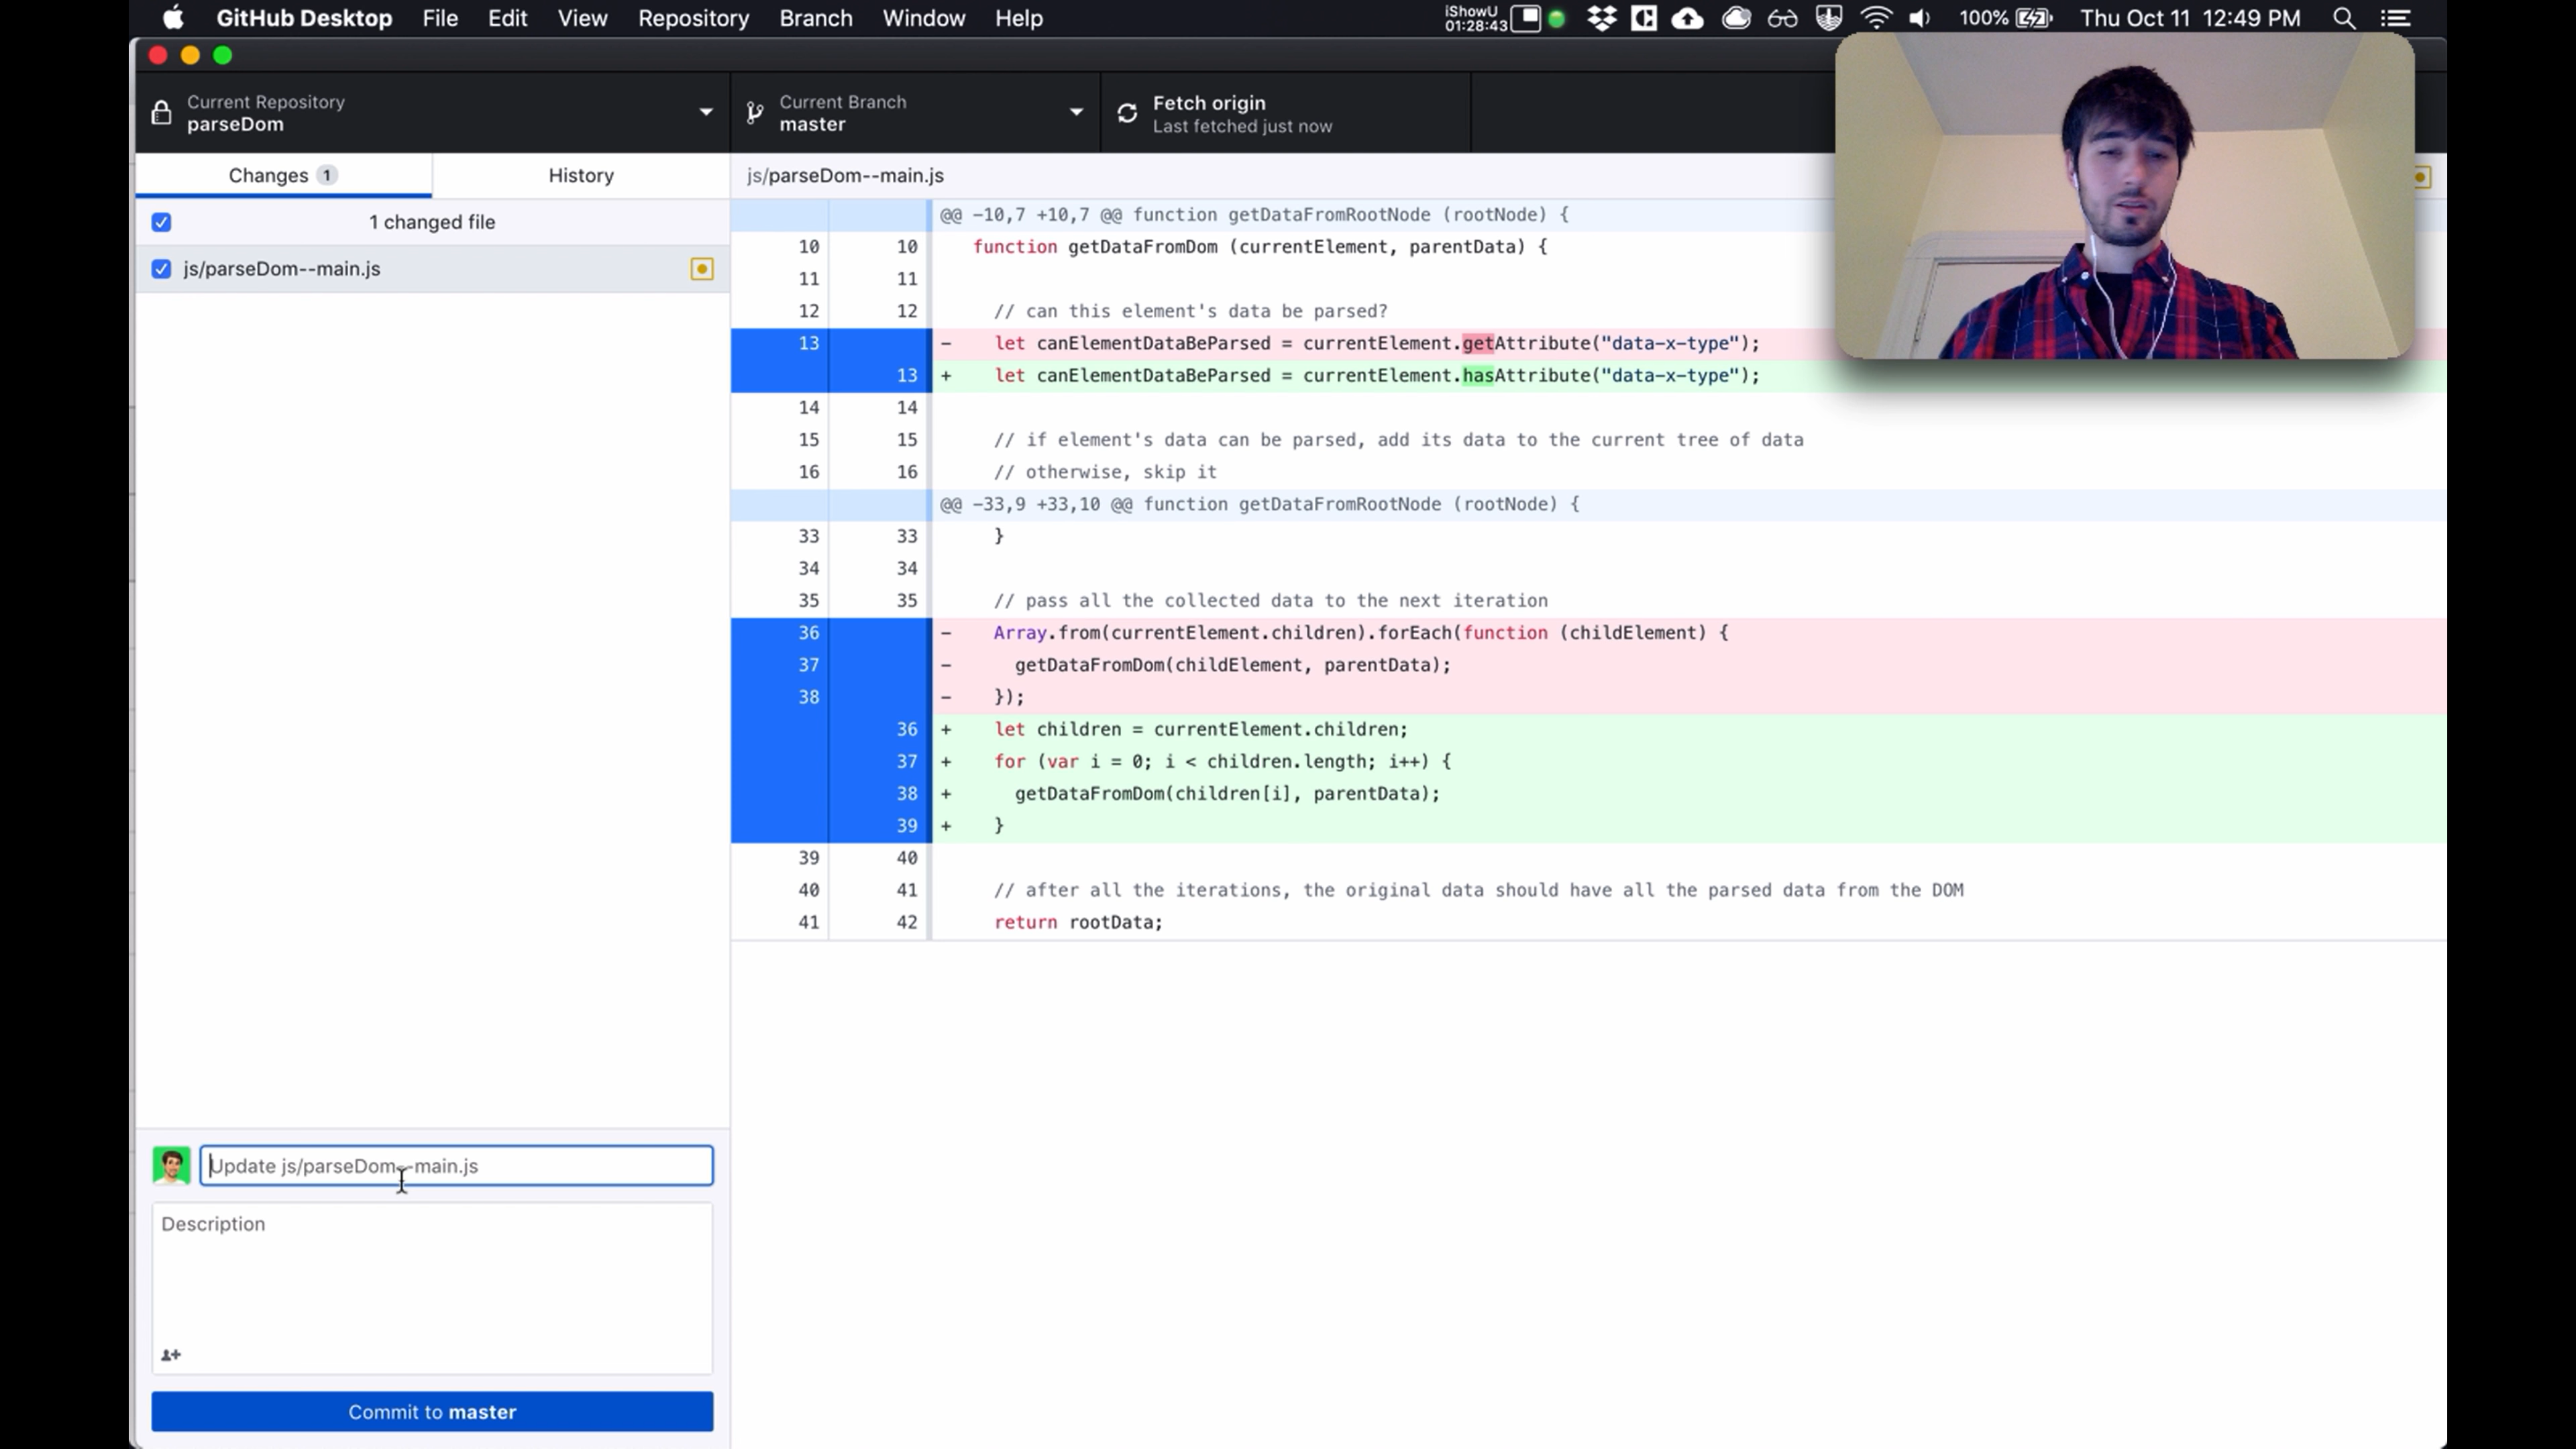 GitHub Desktop File Edit View Repository Branch Window Help iShowU 01:28:43 100% Thu Oct 11 12:49 PM
Current Repository
parseDom
Current Branch
master
Fetch origin
Last fetched just now
Changes 1 History
js/parseDom--main.js
1 changed file
js/parseDom--main.js
@@ -10,7 +10,7 @@ function getDataFromRootNode (rootNode) {
10 10 function getDataFromDom (currentElement, parentData) {
11 11
12 12 // can this element's data be parsed?
13 - let canElementDataBeParsed = currentElement.getAttribute("data-x-type");
13 + let canElementDataBeParsed = currentElement.hasAttribute("data-x-type");
14 14
15 15 // if element's data can be parsed, add its data to the current tree of data
16 16 // otherwise, skip it
@@ -33,9 +33,10 @@ function getDataFromRootNode (rootNode) {
33 33 }
34 34
35 35 // pass all the collected data to the next iteration
36 - Array.from(currentElement.children).forEach(function (childElement) {
37 - getDataFromDom(childElement, parentData);
38 - });
36 + let children = currentElement.children;
37 + for (var i = 0; i < children.length; i++) {
38 + getDataFromDom(children[i], parentData);
39 + }
39 40
40 41 // after all the iterations, the original data should have all the parsed data from the DOM
41 42 return rootData;
Update js/parseDom--main.js
Description
Commit to master